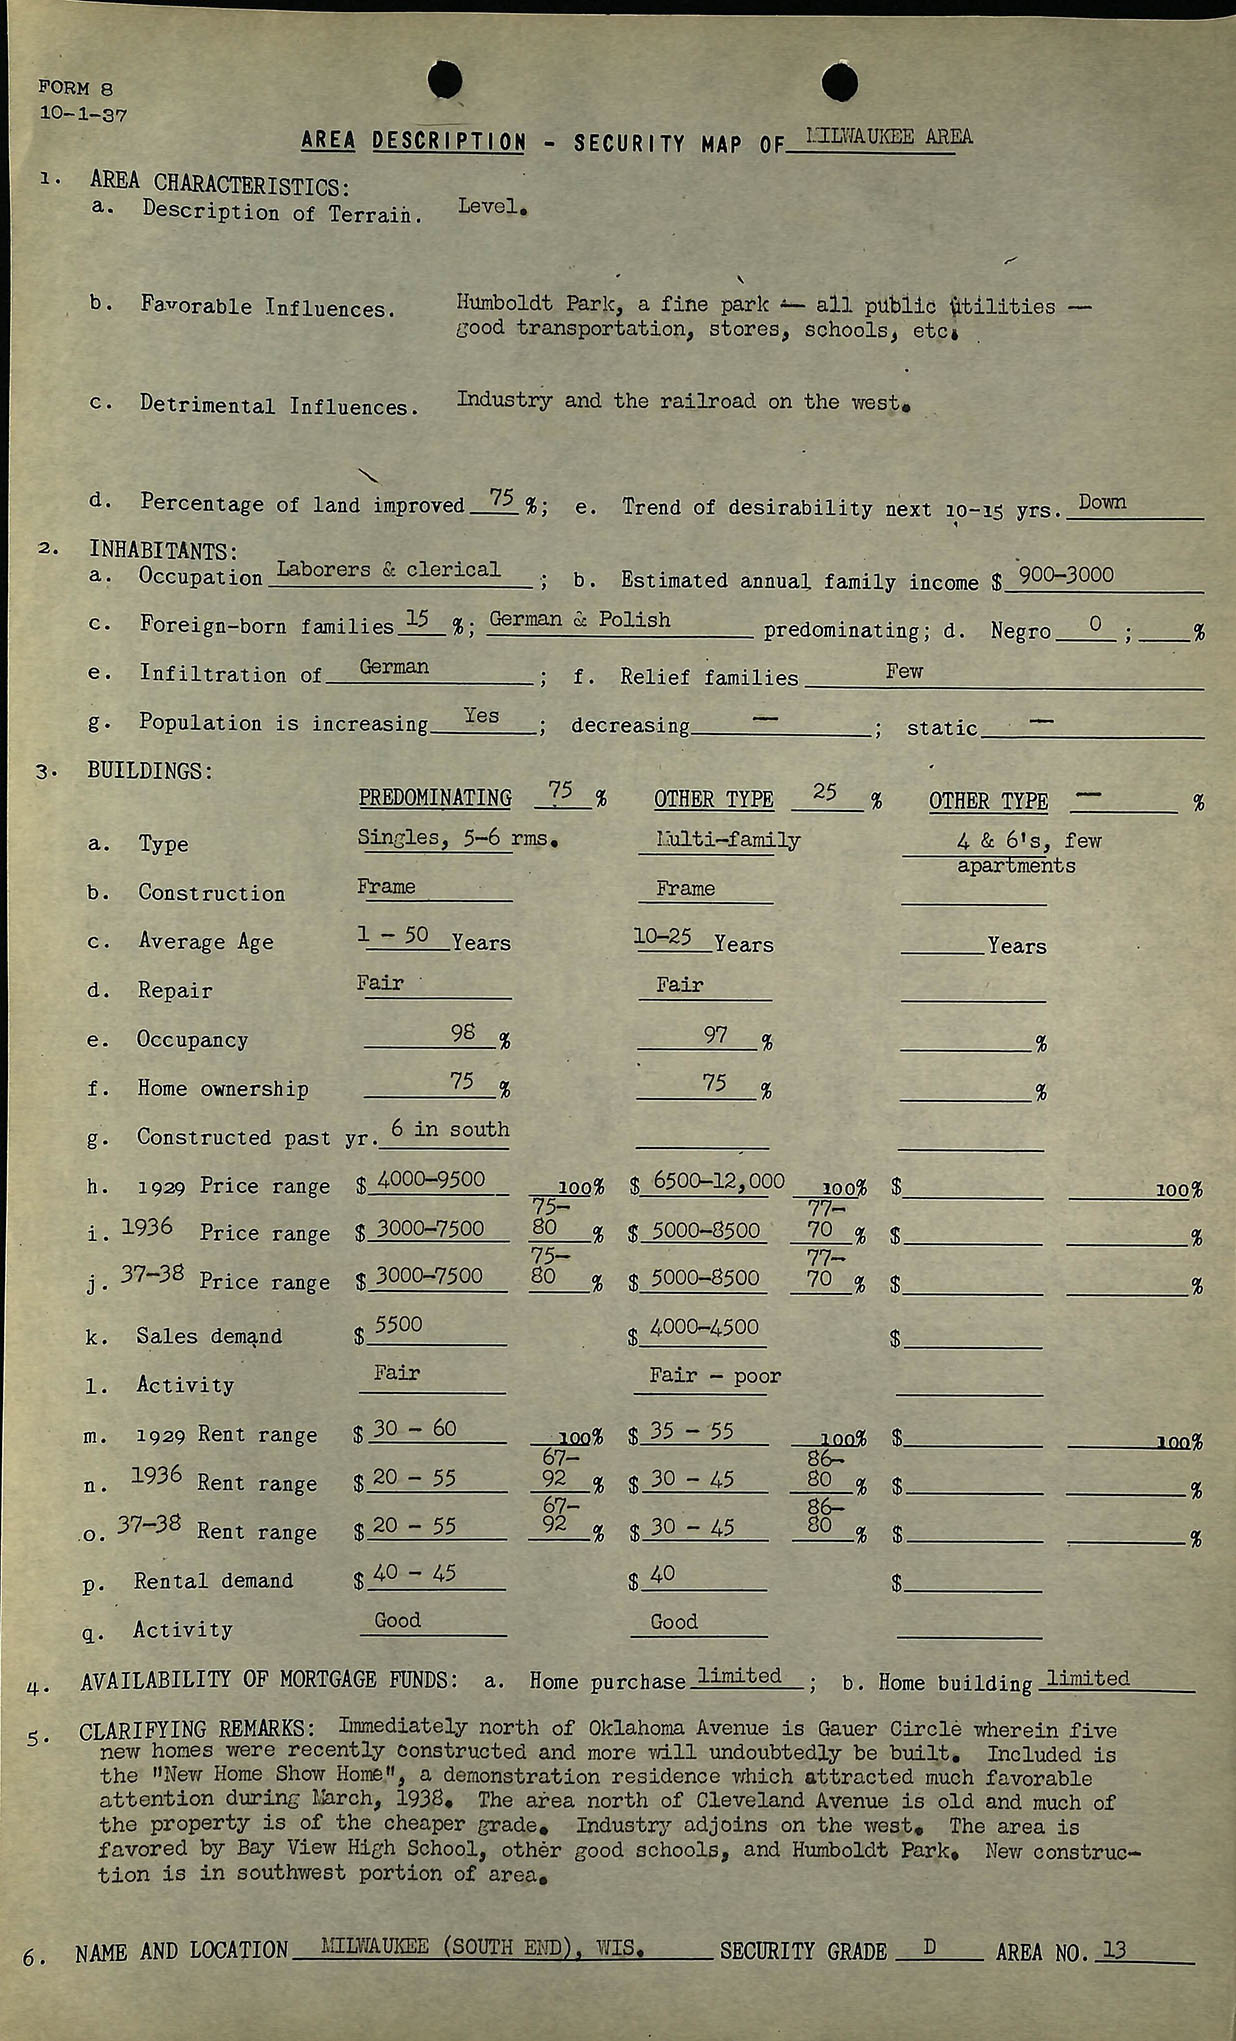 FORM 8
10-1-37
AREA DESCRIPTION - SECURITY MAP OF MILWAUKEE AREA
1. AREA CHARACTERISTICS:
a. Description of Terrain. Level.
b. Favorable Influences. Humboldt Park, a fine park — all public utilities —
good transportation, stores, schools, etc.
c. Detrimental Influences. Industry and the railroad on the west.
d. Percentage of land improved 75 %; e. Trend of desirability next 10-15 yrs. Down
2. INHABITANTS:
a. Occupation Laborers & clerical ; b. Estimated annual family income $ 900-3000
c. Foreign-born families 15 %; German & Polish predominating; d. Negro 0 ; %
e. Infiltration of German ; f. Relief families Few
g. Population is increasing Yes ; decreasing — ; static —
3. BUILDINGS:
PREDOMINATING 75 % OTHER TYPE 25 % OTHER TYPE — %
a. Type Singles, 5-6 rms. Multi-family 4 & 6's, few
apartments
b. Construction Frame Frame
c. Average Age 1 - 50 Years 10-25 Years Years
d. Repair Fair Fair
e. Occupancy 98 % 97 % %
f. Home ownership 75 % 75 % %
g. Constructed past yr. 6 in south
h. 1929 Price range $ 4000-9500 100% $ 6500-12,000 100% $ 100%
75- 77-
i. 1936 Price range $ 3000-7500 80 % $ 5000-8500 70 % $ %
75- 77-
j. 37-38 Price range $ 3000-7500 80 % $ 5000-8500 70 % $ %
k. Sales demand $ 5500 $ 4000-4500 $
l. Activity Fair Fair - poor
m. 1929 Rent range $ 30 - 60 100% $ 35 - 55 100% $ 100%
67- 86-
n. 1936 Rent range $ 20 - 55 92 % $ 30 - 45 80 % $ %
67- 86-
o. 37-38 Rent range $ 20 - 55 92 % $ 30 - 45 80 % $ %
p. Rental demand $ 40 - 45 $ 40 $
q. Activity Good Good
4. AVAILABILITY OF MORTGAGE FUNDS: a. Home purchase limited ; b. Home building limited
5. CLARIFYING REMARKS: Immediately north of Oklahoma Avenue is Gauer Circle wherein five
new homes were recently constructed and more will undoubtedly be built. Included is
the "New Home Show Home", a demonstration residence which attracted much favorable
attention during March, 1938. The area north of Cleveland Avenue is old and much of
the property is of the cheaper grade. Industry adjoins on the west. The area is
favored by Bay View High School, other good schools, and Humboldt Park. New construc-
tion is in southwest portion of area.
6. NAME AND LOCATION MILWAUKEE (SOUTH END), WIS. SECURITY GRADE D AREA NO. 13